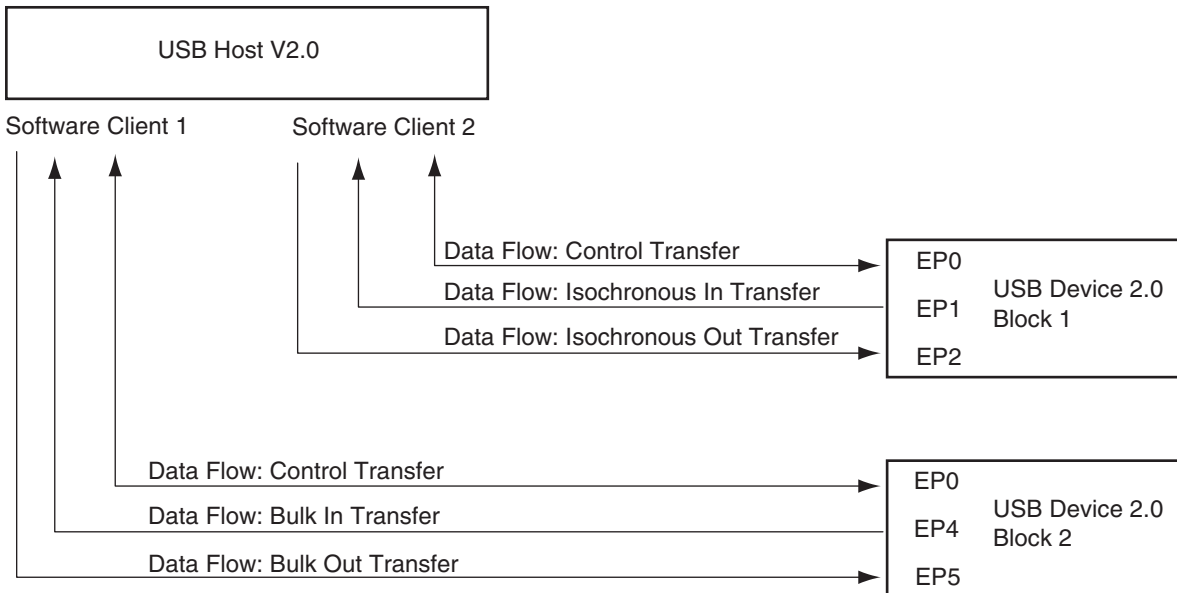 USB Host V2.0
Software Client 1
Software Client 2
Data Flow: Control Transfer
Data Flow: Isochronous In Transfer
Data Flow: Isochronous Out Transfer
EP0
EP1
EP2
USB Device 2.0
Block 1
Data Flow: Control Transfer
Data Flow: Bulk In Transfer
Data Flow: Bulk Out Transfer
EP0
EP4
EP5
USB Device 2.0
Block 2